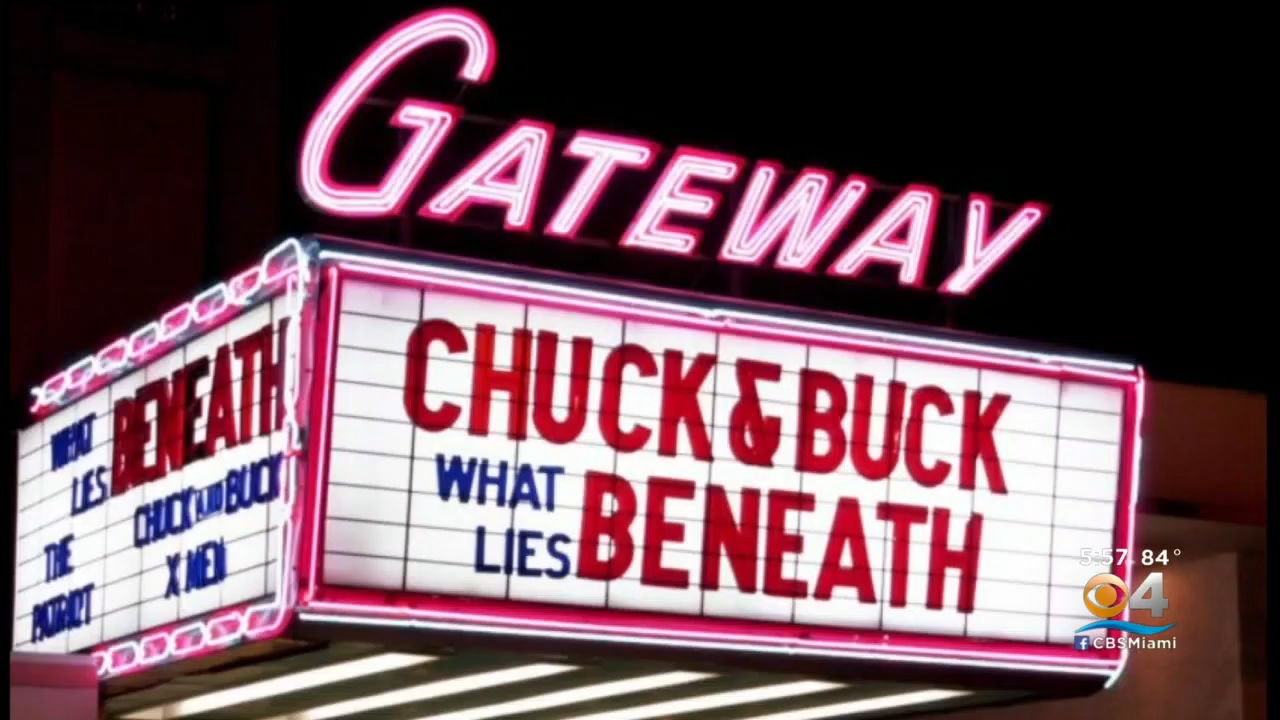 GATEWAY
WHAT
LIES BENEATH
CHUCK AND BUCK
THE
X MEN
PATRIOT
CHUCK & BUCK
WHAT
LIES BENEATH
5:57 84°
4
CBSMiami